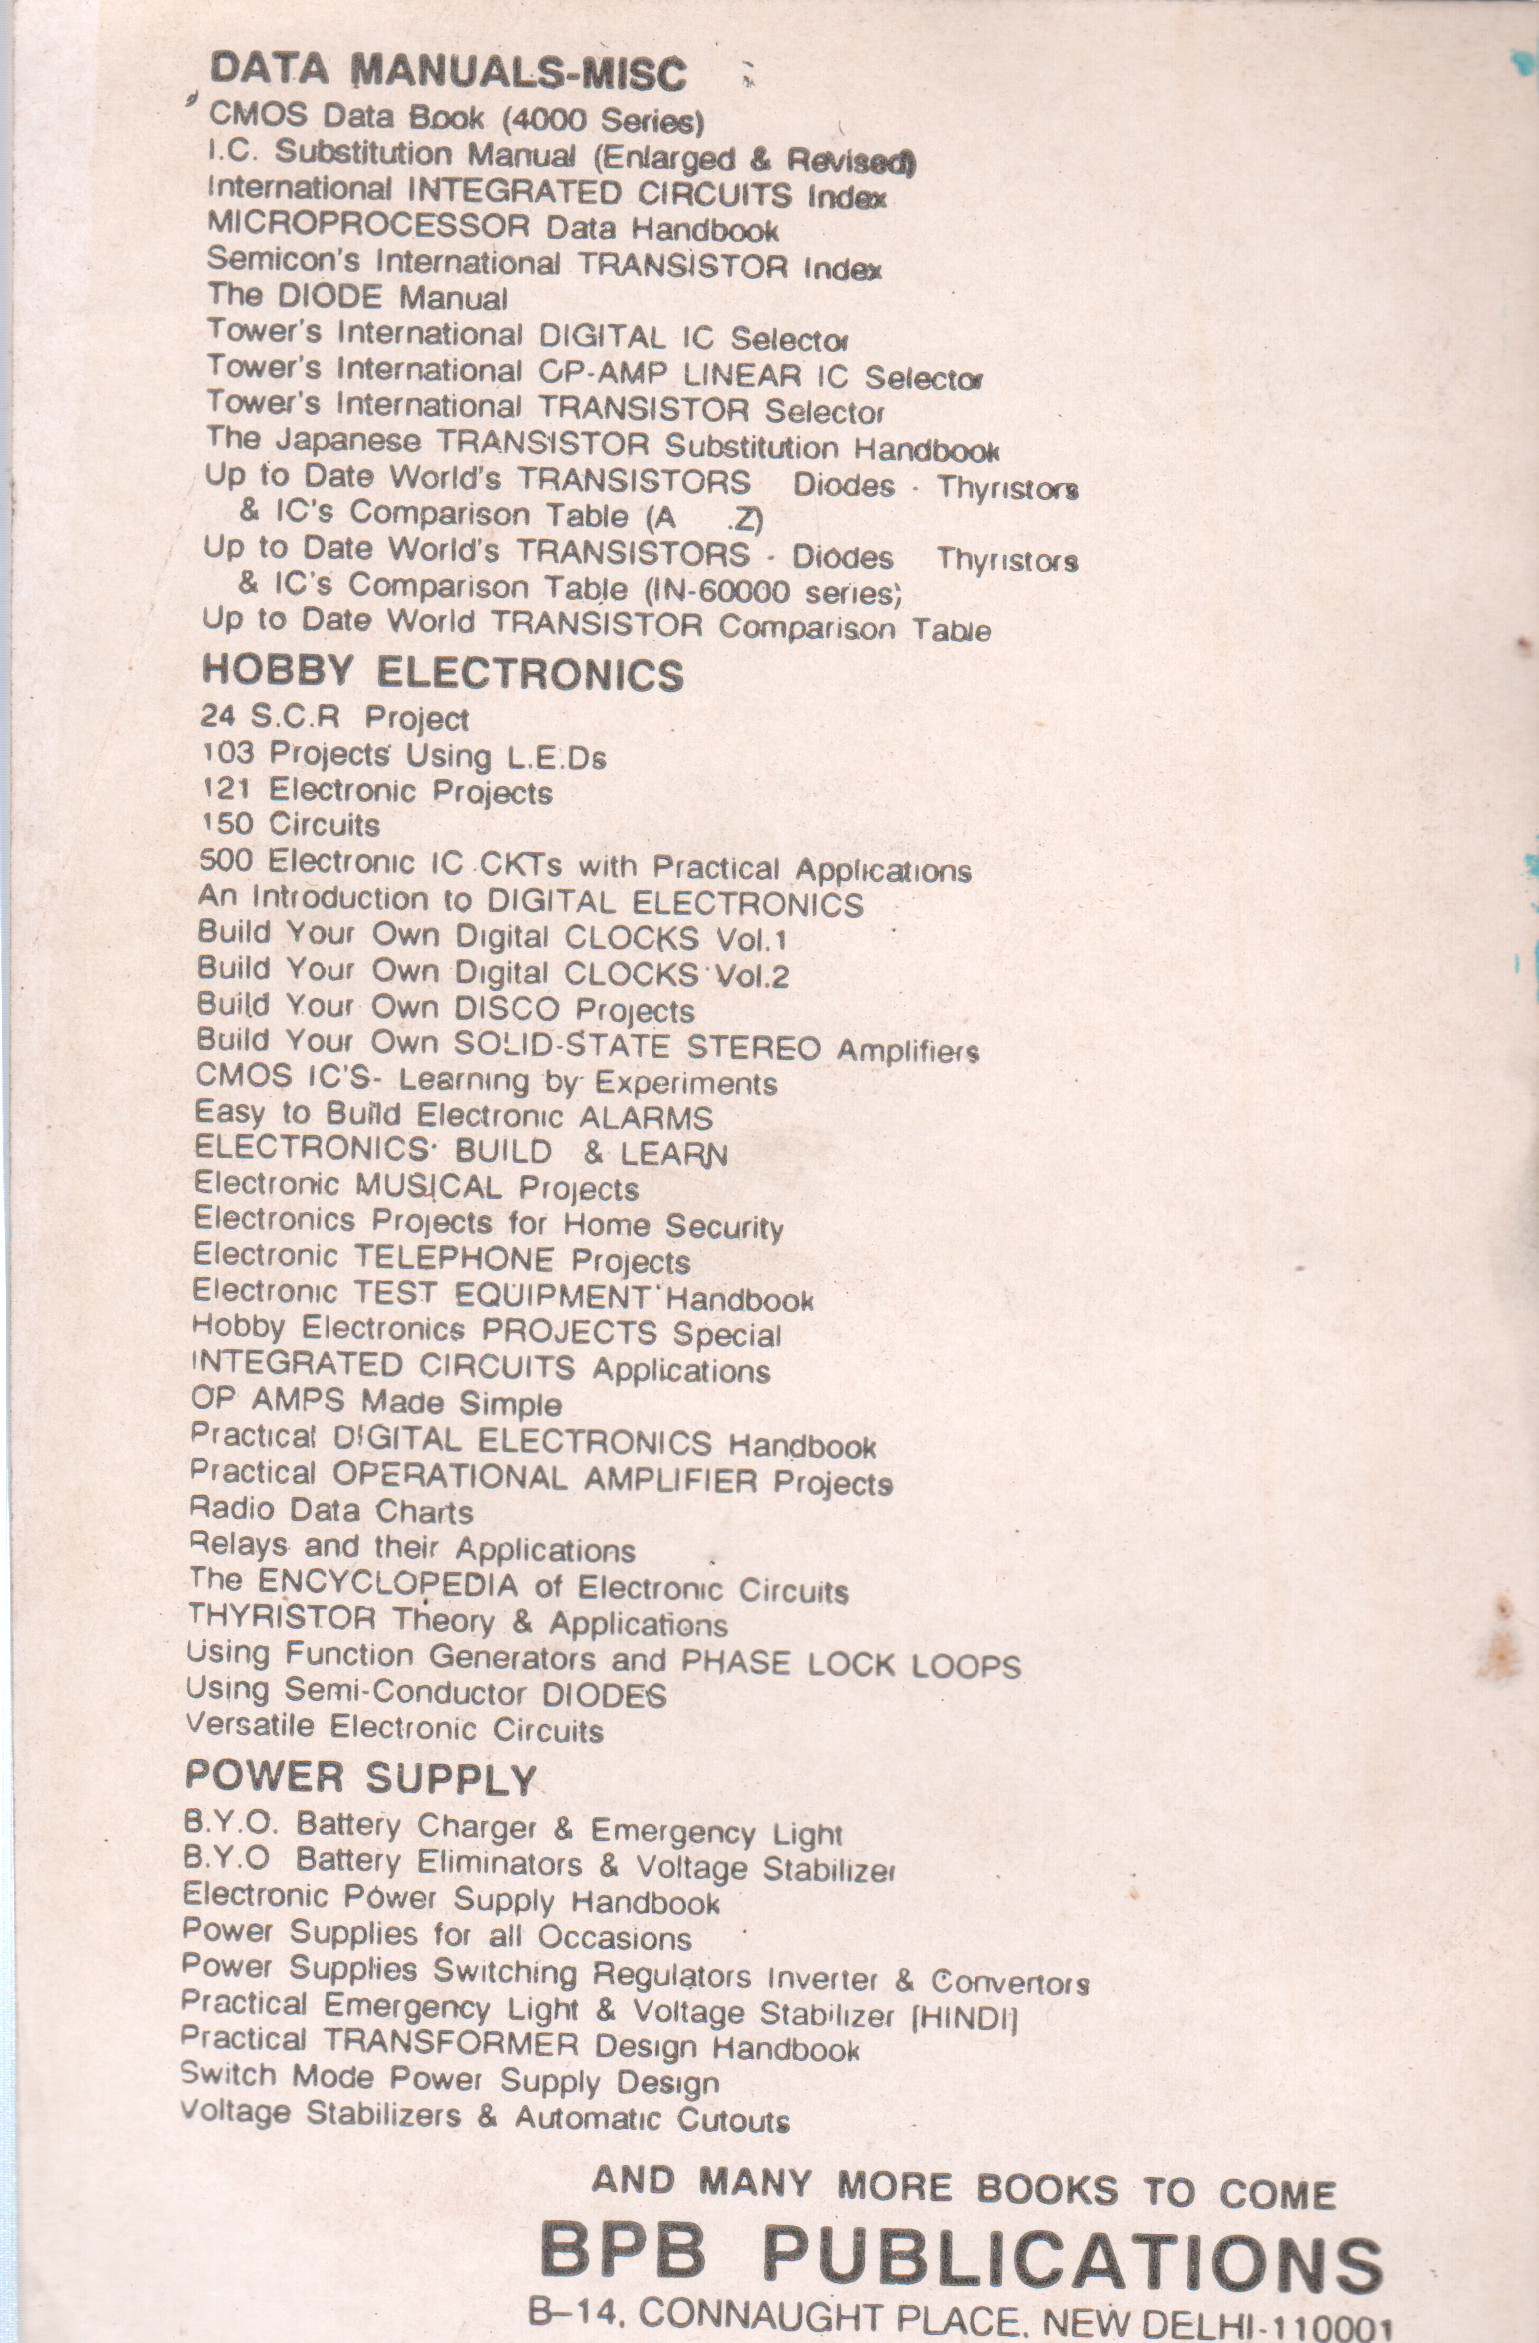 DATA MANUALS-MISC
CMOS Data Book (4000 Series)
I.C. Substitution Manual (Enlarged & Revised)
International INTEGRATED CIRCUITS Index
MICROPROCESSOR Data Handbook
Semicon's International TRANSISTOR Index
The DIODE Manual
Tower's International DIGITAL IC Selector
Tower's International OP-AMP LINEAR IC Selector
Tower's International TRANSISTOR Selector
The Japanese TRANSISTOR Substitution Handbook
Up to Date World's TRANSISTORS Diodes - Thyristors
& IC's Comparison Table (A .Z)
Up to Date World's TRANSISTORS - Diodes Thyristors
& IC's Comparison Table (IN-60000 series)
Up to Date World TRANSISTOR Comparison Table
HOBBY ELECTRONICS
24 S.C.R Project
103 Projects Using L.E.Ds
121 Electronic Projects
150 Circuits
500 Electronic IC CKTs with Practical Applications
An Introduction to DIGITAL ELECTRONICS
Build Your Own Digital CLOCKS Vol.1
Build Your Own Digital CLOCKS Vol.2
Build Your Own DISCO Projects
Build Your Own SOLID-STATE STEREO Amplifiers
CMOS IC'S- Learning by Experiments
Easy to Build Electronic ALARMS
ELECTRONICS BUILD & LEARN
Electronic MUSICAL Projects
Electronics Projects for Home Security
Electronic TELEPHONE Projects
Electronic TEST EQUIPMENT Handbook
Hobby Electronics PROJECTS Special
INTEGRATED CIRCUITS Applications
OP AMPS Made Simple
Practical DIGITAL ELECTRONICS Handbook
Practical OPERATIONAL AMPLIFIER Projects
Radio Data Charts
Relays and their Applications
The ENCYCLOPEDIA of Electronic Circuits
THYRISTOR Theory & Applications
Using Function Generators and PHASE LOCK LOOPS
Using Semi-Conductor DIODES
Versatile Electronic Circuits
POWER SUPPLY
B.Y.O. Battery Charger & Emergency Light
B.Y.O Battery Eliminators & Voltage Stabilizer
Electronic Power Supply Handbook
Power Supplies for all Occasions
Power Supplies Switching Regulators Inverter & Convertors
Practical Emergency Light & Voltage Stabilizer [HINDI]
Practical TRANSFORMER Design Handbook
Switch Mode Power Supply Design
Voltage Stabilizers & Automatic Cutouts
AND MANY MORE BOOKS TO COME
BPB PUBLICATIONS
B-14, CONNAUGHT PLACE, NEW DELHI-110001